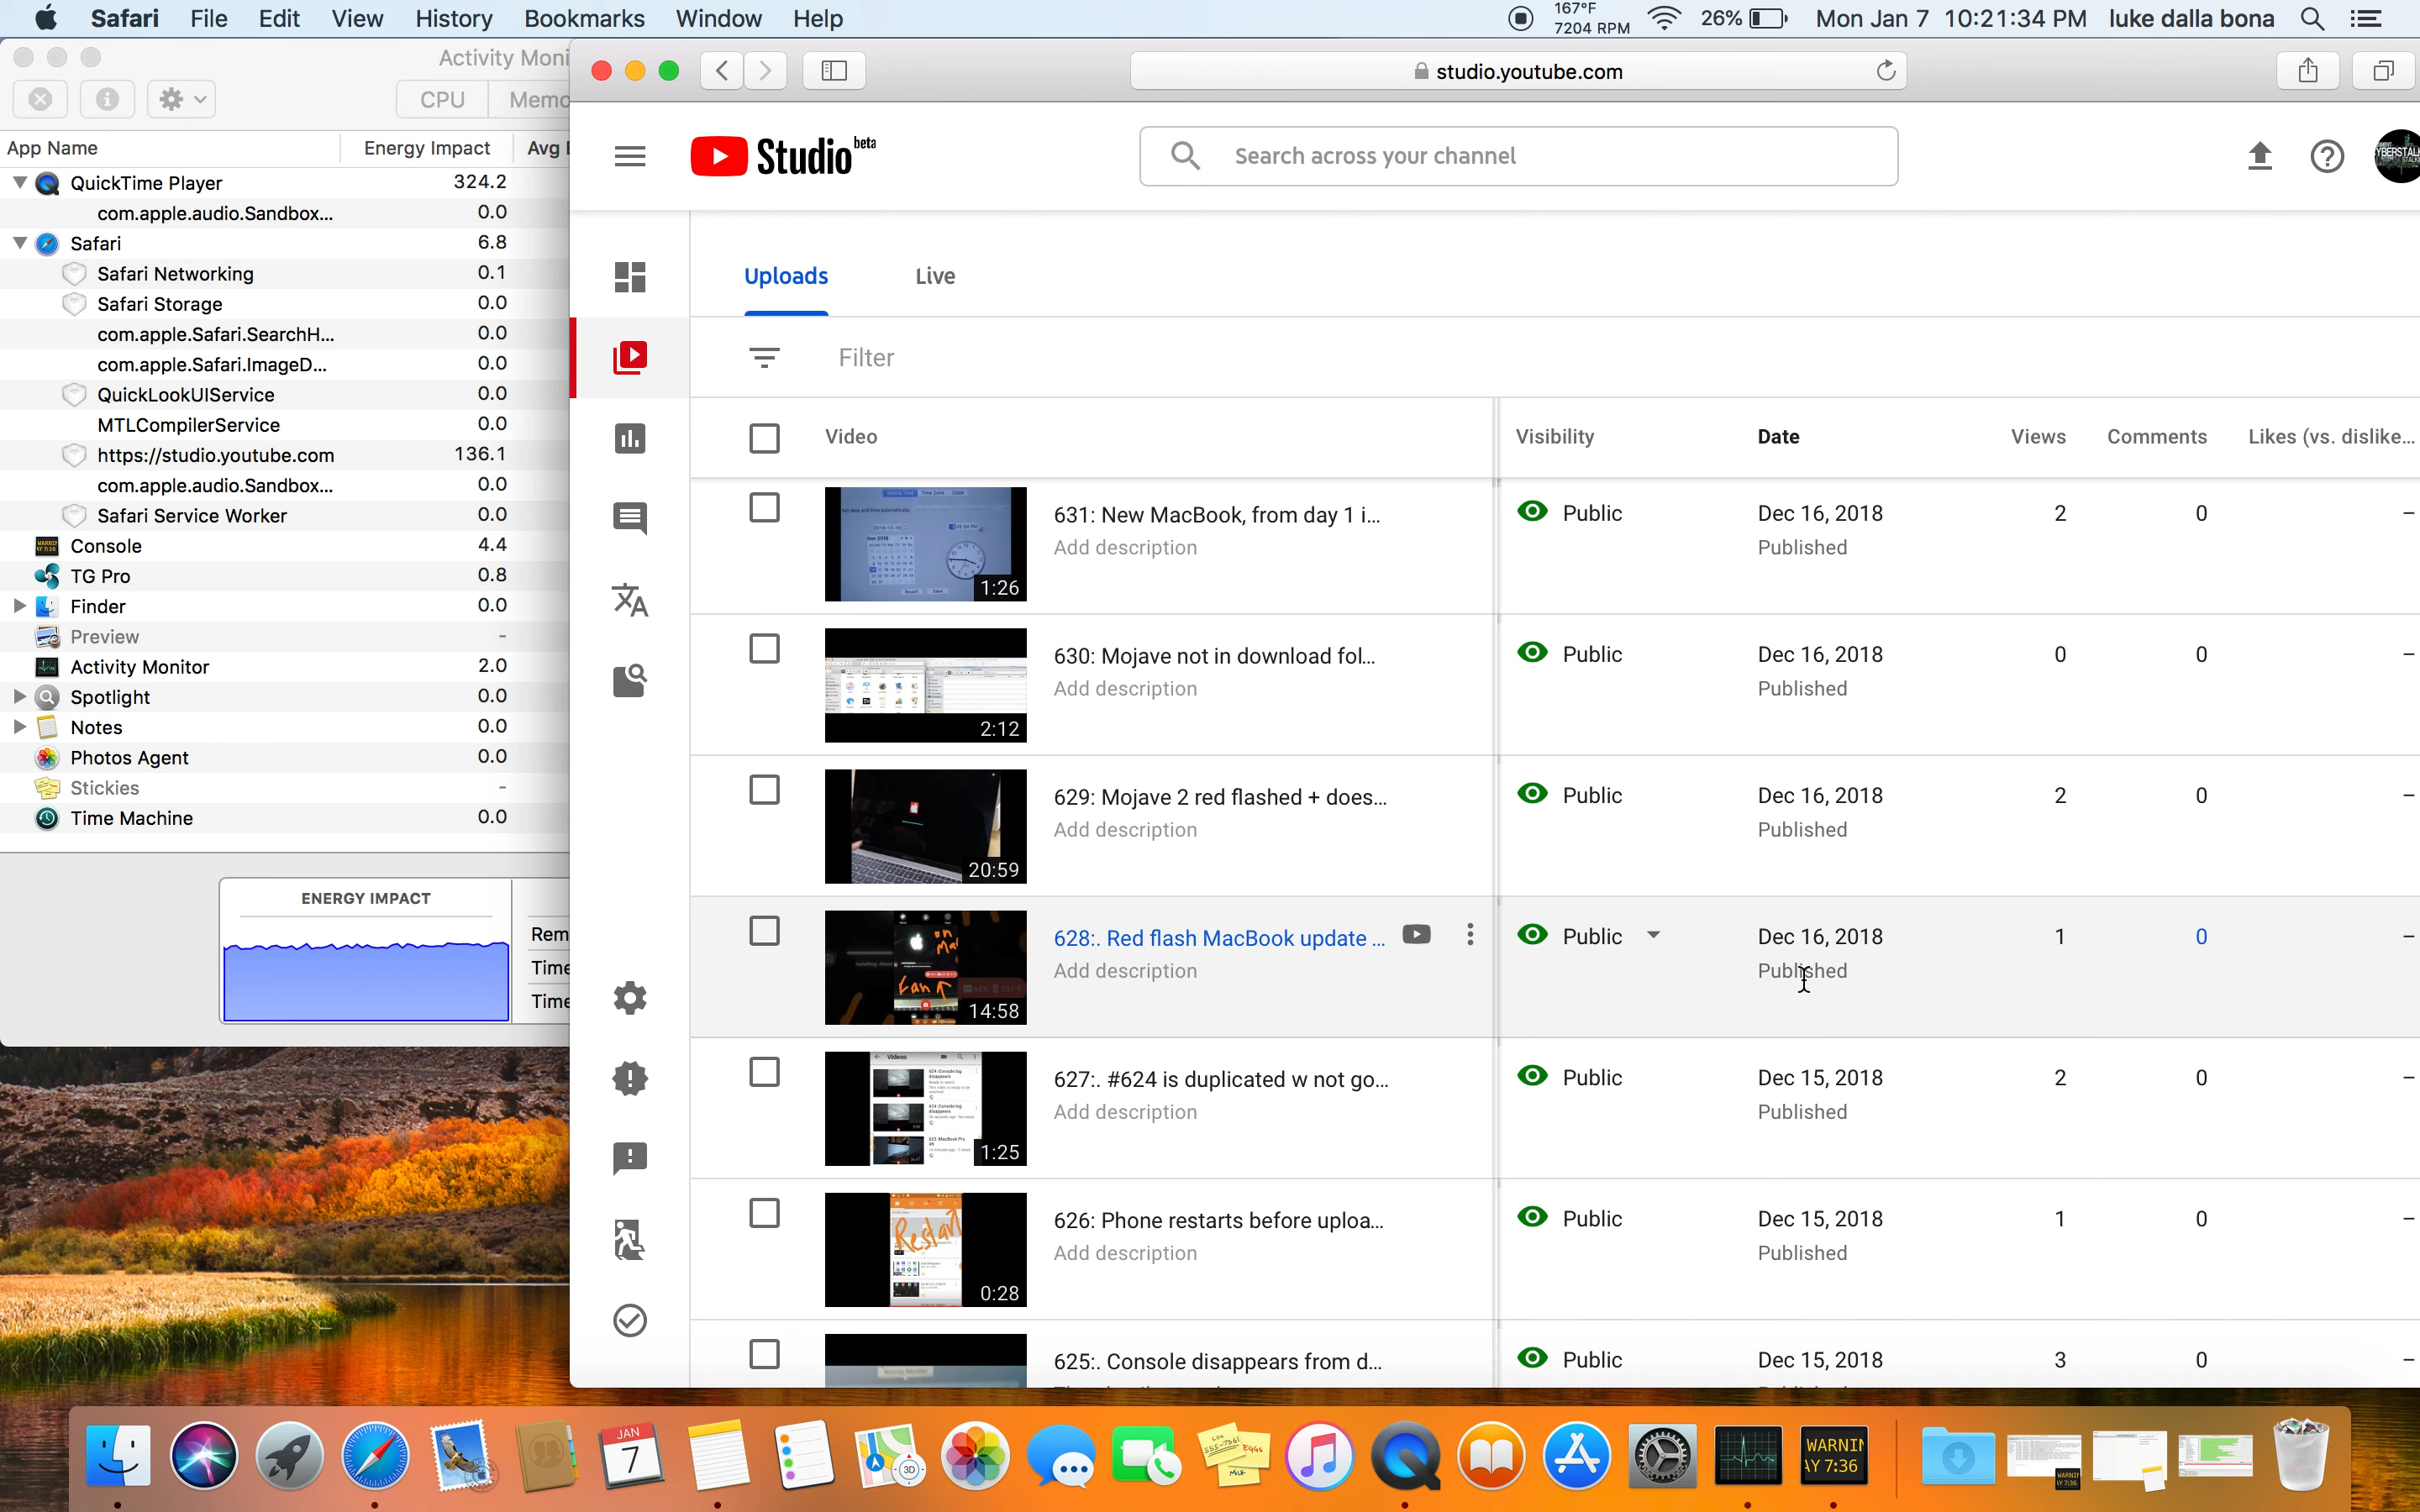 Safari File Edit View History Bookmarks Window Help
167°F
7204 RPM
26%
Mon Jan 7 10:21:34 PM luke dalla bona
Activity Moni
CPU Memo
App Name Energy Impact Avg
QuickTime Player 324.2
com.apple.audio.Sandbox... 0.0
Safari 6.8
Safari Networking 0.1
Safari Storage 0.0
com.apple.Safari.SearchH... 0.0
com.apple.Safari.ImageD... 0.0
QuickLookUIService 0.0
MTLCompilerService 0.0
https://studio.youtube.com 136.1
com.apple.audio.Sandbox... 0.0
Safari Service Worker 0.0
Console 4.4
TG Pro 0.8
Finder 0.0
Preview -
Activity Monitor 2.0
Spotlight 0.0
Notes 0.0
Photos Agent 0.0
Stickies -
Time Machine 0.0
ENERGY IMPACT
Rem
Time
Time
studio.youtube.com
Studio beta
Search across your channel
Uploads Live
Filter
Video Visibility Date Views Comments Likes (vs. dislike...
631: New MacBook, from day 1 i... Public Dec 16, 2018 2 0 –
Add description Published
1:26
630: Mojave not in download fol... Public Dec 16, 2018 0 0 –
Add description Published
2:12
629: Mojave 2 red flashed + does... Public Dec 16, 2018 2 0 –
Add description Published
20:59
628:. Red flash MacBook update ... Public Dec 16, 2018 1 0 –
Add description Published
14:58
627:. #624 is duplicated w not go... Public Dec 15, 2018 2 0 –
Add description Published
Videos
1:25
626: Phone restarts before uploa... Public Dec 15, 2018 1 0 –
Add description Published
Restart
0:28
625:. Console disappears from d... Public Dec 15, 2018 3 0 –
JAN
7
3D
WARNIN
AY 7:36